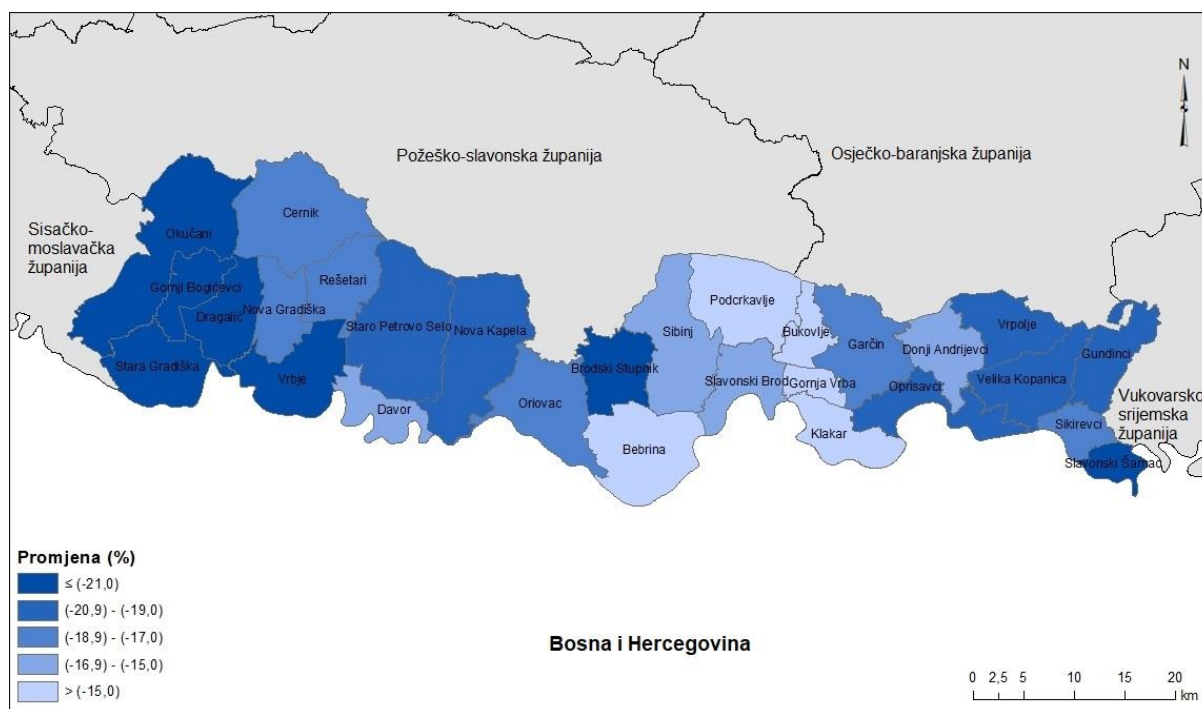 N
Požeško-slavonska županija
Osječko-baranjska županija
Sisačko-
moslavačka
županija
Okučani
Cernik
Gornji Bogićevci
Rešetari
Nova Gradiška
Dragalić
Staro Petrovo Selo
Nova Kapela
Stara Gradiška
Vrbje
Davor
Oriovac
Brodski Stupnik
Sibinj
Podcrkavlje
Bukovlje
Slavonski Brod
Gornja Vrba
Bebrina
Klakar
Garčin
Donji Andrijevci
Oprisavci
Vrpolje
Velika Kopanica
Gundinci
Sikirevci
Slavonski Šamac
Vukovarsko
srijemska
županija
Promjena (%)
≤ (-21,0)
(-20,9) - (-19,0)
(-18,9) - (-17,0)
(-16,9) - (-15,0)
> (-15,0)
Bosna i Hercegovina
0 2,5 5 10 15 20
km